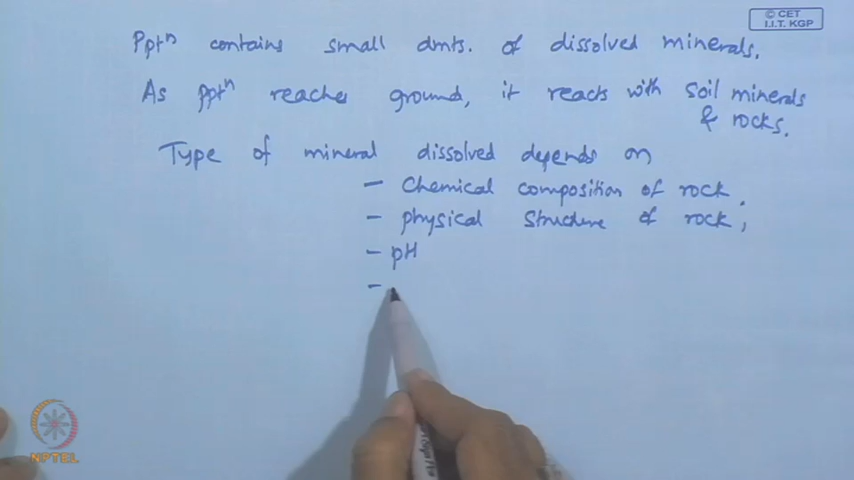 © CET
I.I.T. KGP
Pptⁿ contains small amts. of dissolved minerals.
As pptⁿ reaches ground, it reacts with soil minerals
& rocks.
Type of mineral dissolved depends on
- Chemical composition of rock.
- physical structure of rock,
- pH
-
NPTEL